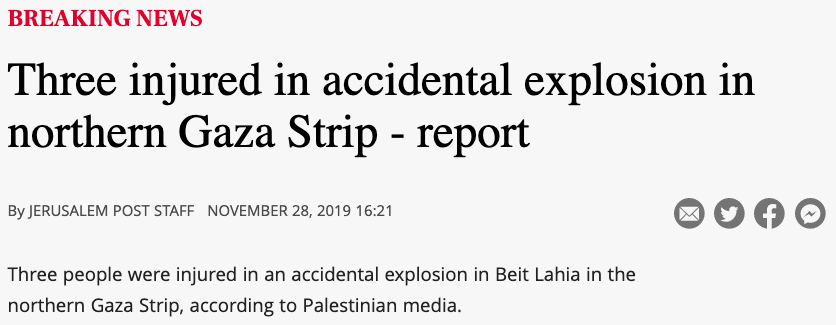 BREAKING NEWS
Three injured in accidental explosion in
northern Gaza Strip - report
By JERUSALEM POST STAFF NOVEMBER 28, 2019 16:21
Three people were injured in an accidental explosion in Beit Lahia in the
northern Gaza Strip, according to Palestinian media.